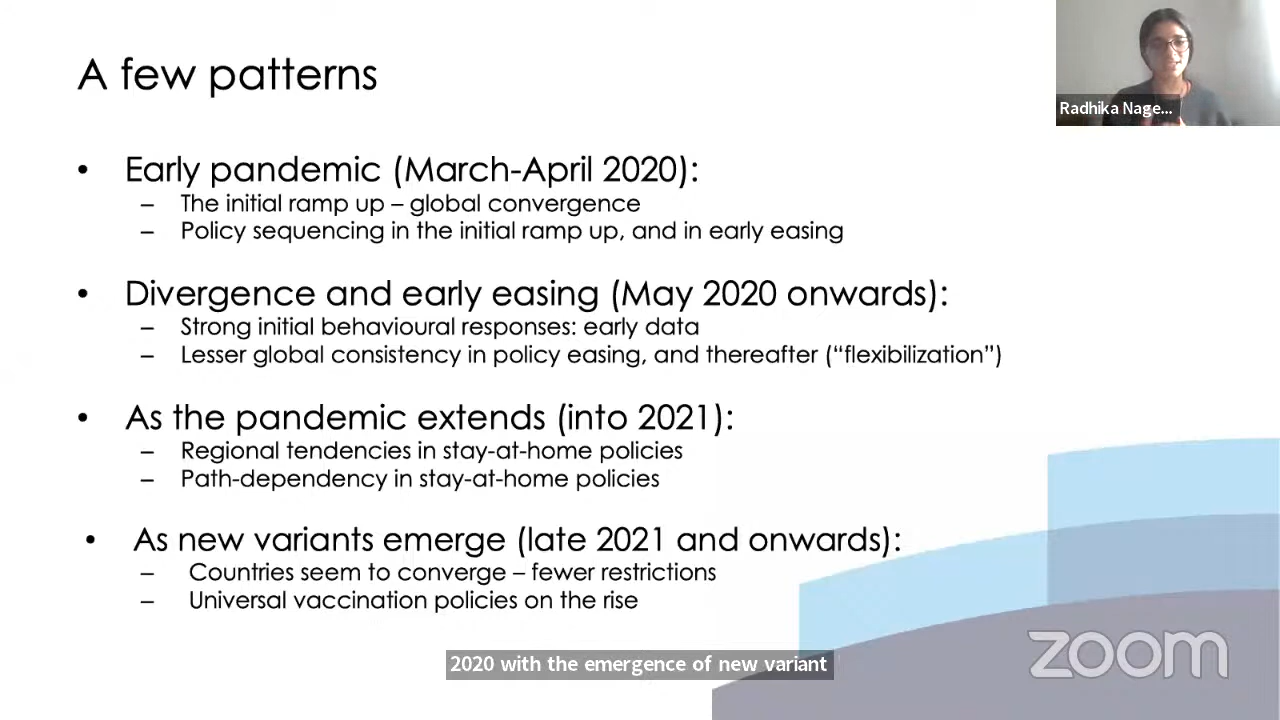 A few patterns
Radhika Nage...
• Early pandemic (March-April 2020):
– The initial ramp up – global convergence
– Policy sequencing in the initial ramp up, and in early easing
• Divergence and early easing (May 2020 onwards):
– Strong initial behavioural responses: early data
– Lesser global consistency in policy easing, and thereafter (“flexibilization”)
• As the pandemic extends (into 2021):
– Regional tendencies in stay-at-home policies
– Path-dependency in stay-at-home policies
• As new variants emerge (late 2021 and onwards):
– Countries seem to converge – fewer restrictions
– Universal vaccination policies on the rise
zoom
2020 with the emergence of new variant